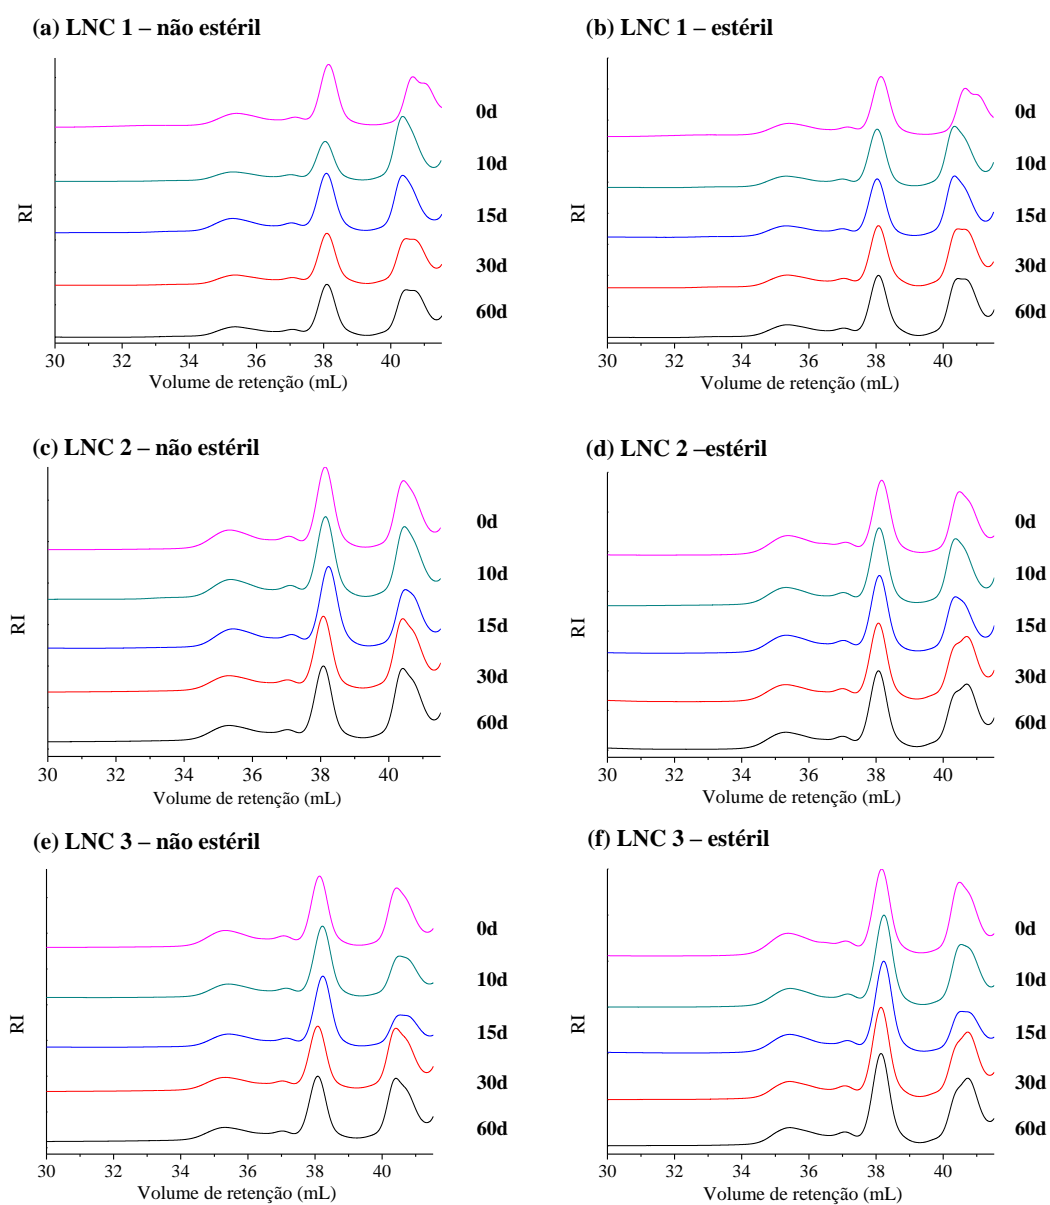 (a) LNC 1 – não estéril
RI
0d
10d
15d
30d
60d
30 32 34 36 38 40
Volume de retenção (mL)
(b) LNC 1 – estéril
RI
0d
10d
15d
30d
60d
30 32 34 36 38 40
Volume de retenção (mL)
(c) LNC 2 – não estéril
RI
0d
10d
15d
30d
60d
30 32 34 36 38 40
Volume de retenção (mL)
(d) LNC 2 –estéril
RI
0d
10d
15d
30d
60d
30 32 34 36 38 40
Volume de retenção (mL)
(e) LNC 3 – não estéril
RI
0d
10d
15d
30d
60d
30 32 34 36 38 40
Volume de retenção (mL)
(f) LNC 3 – estéril
RI
0d
10d
15d
30d
60d
30 32 34 36 38 40
Volume de retenção (mL)